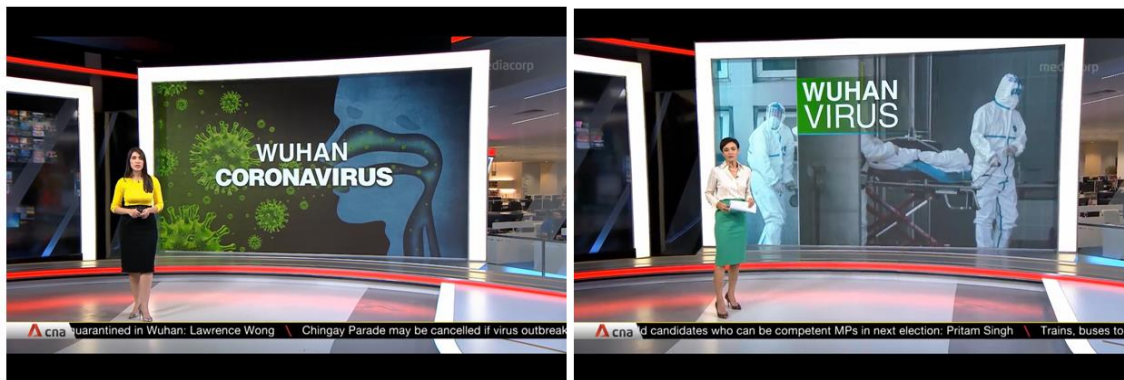 mediacorp
WUHAN
CORONAVIRUS
cna
quarantined in Wuhan: Lawrence Wong \ Chingay Parade may be cancelled if virus outbreak
mediacorp
WUHAN
VIRUS
cna
ld candidates who can be competent MPs in next election: Pritam Singh \ Trains, buses to